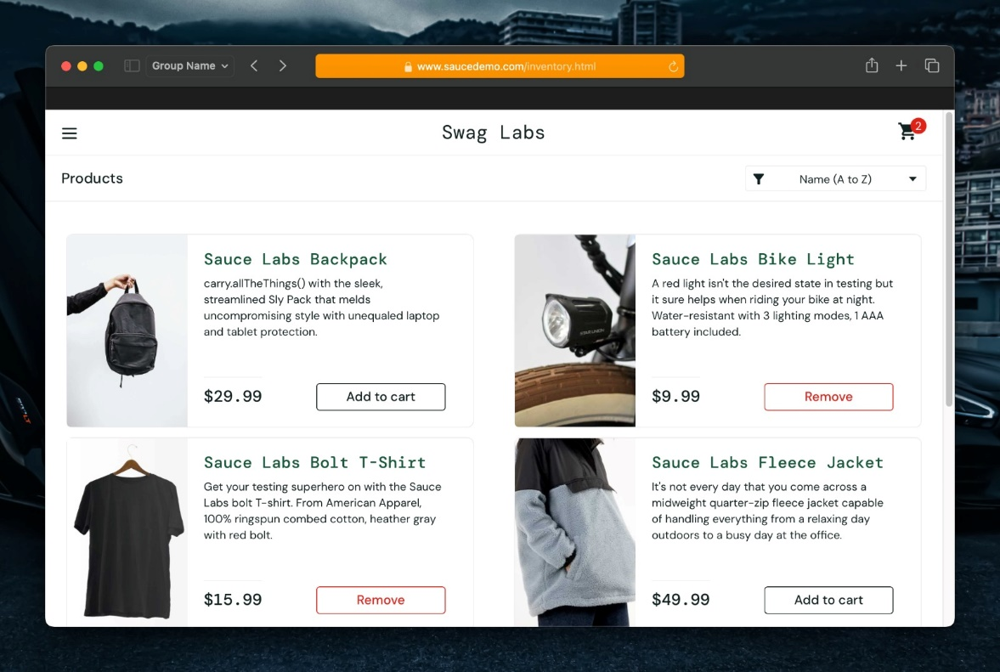 Group Name
www.saucedemo.com/inventory.html
Swag Labs
2
Products
Name (A to Z)
Sauce Labs Backpack
carry.allTheThings() with the sleek,
streamlined Sly Pack that melds
uncompromising style with unequaled laptop
and tablet protection.
$29.99
Add to cart
Sauce Labs Bike Light
A red light isn't the desired state in testing but
it sure helps when riding your bike at night.
Water-resistant with 3 lighting modes, 1 AAA
battery included.
$9.99
Remove
Sauce Labs Bolt T-Shirt
Get your testing superhero on with the Sauce
Labs bolt T-shirt. From American Apparel,
100% ringspun combed cotton, heather gray
with red bolt.
$15.99
Remove
Sauce Labs Fleece Jacket
It's not every day that you come across a
midweight quarter-zip fleece jacket capable
of handling everything from a relaxing day
outdoors to a busy day at the office.
$49.99
Add to cart